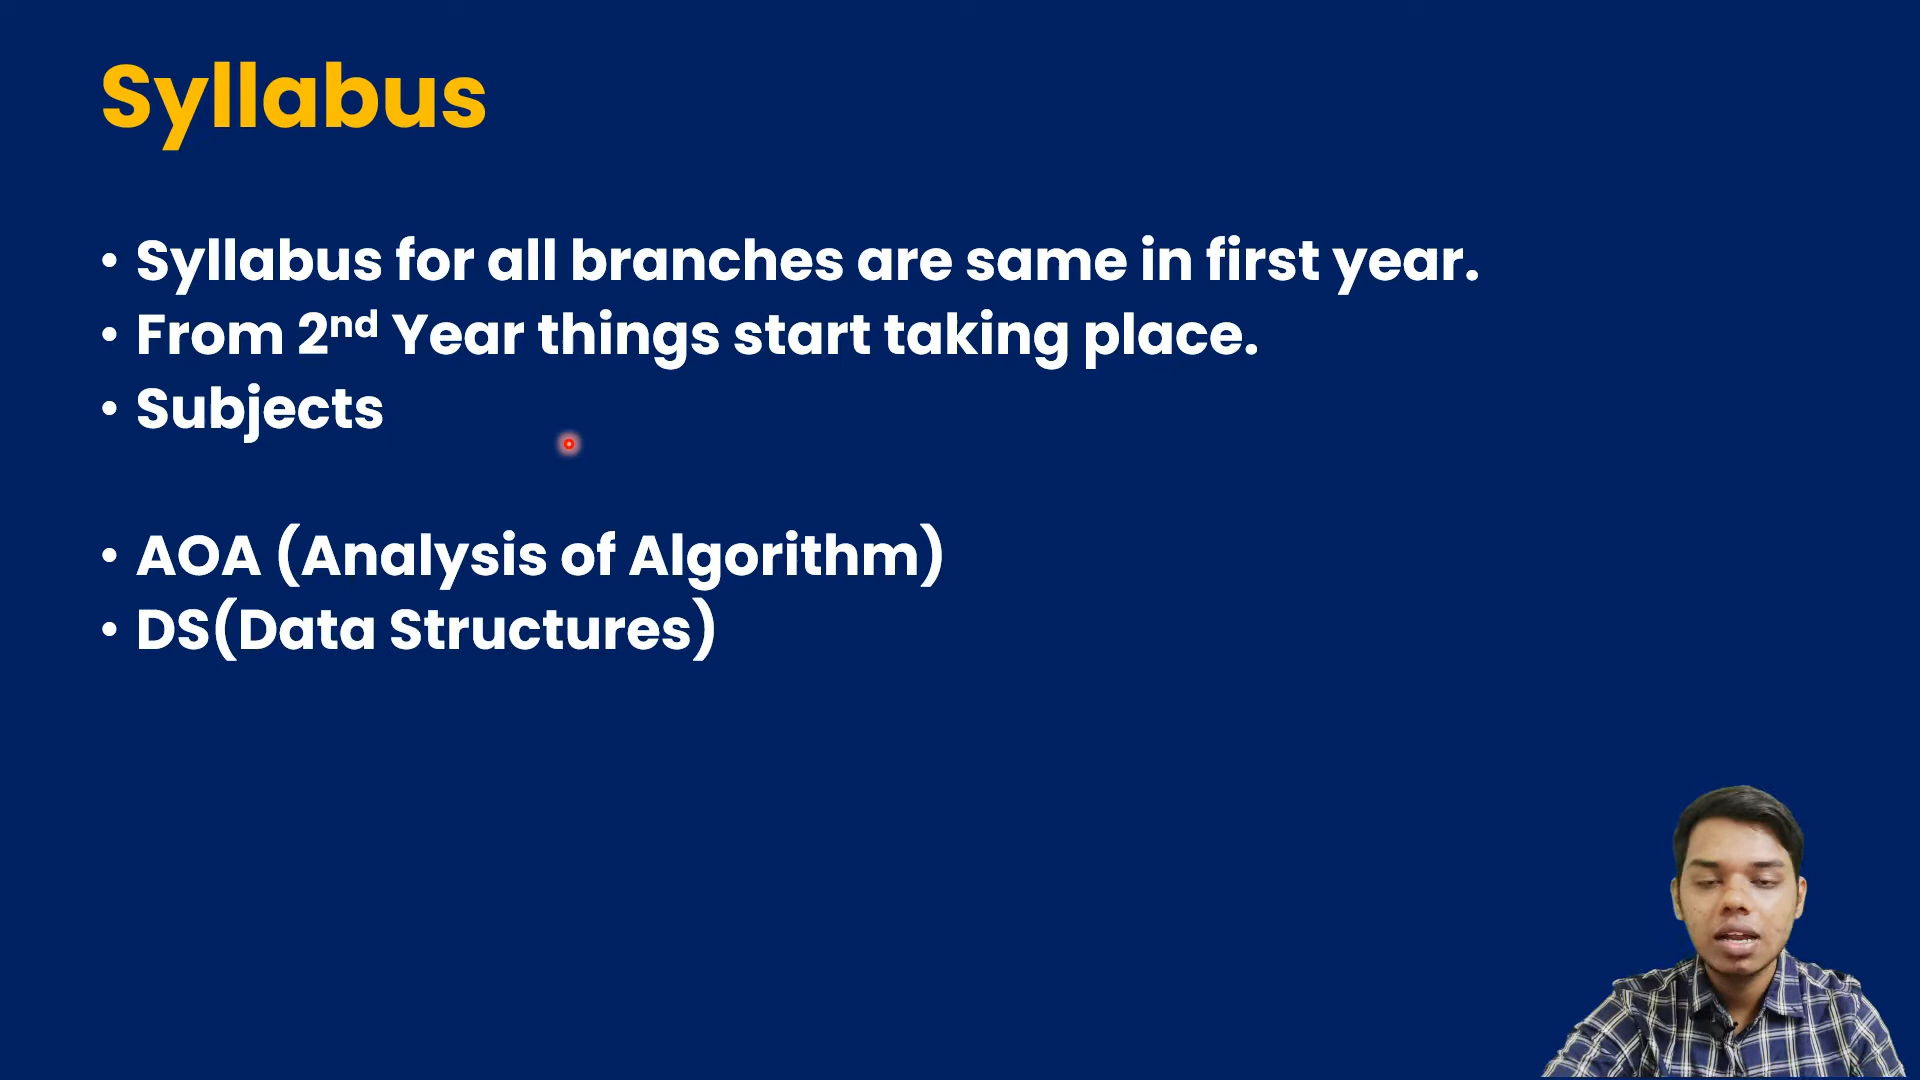 Syllabus
• Syllabus for all branches are same in first year.
• From 2nd Year things start taking place.
• Subjects
• AOA (Analysis of Algorithm)
• DS(Data Structures)